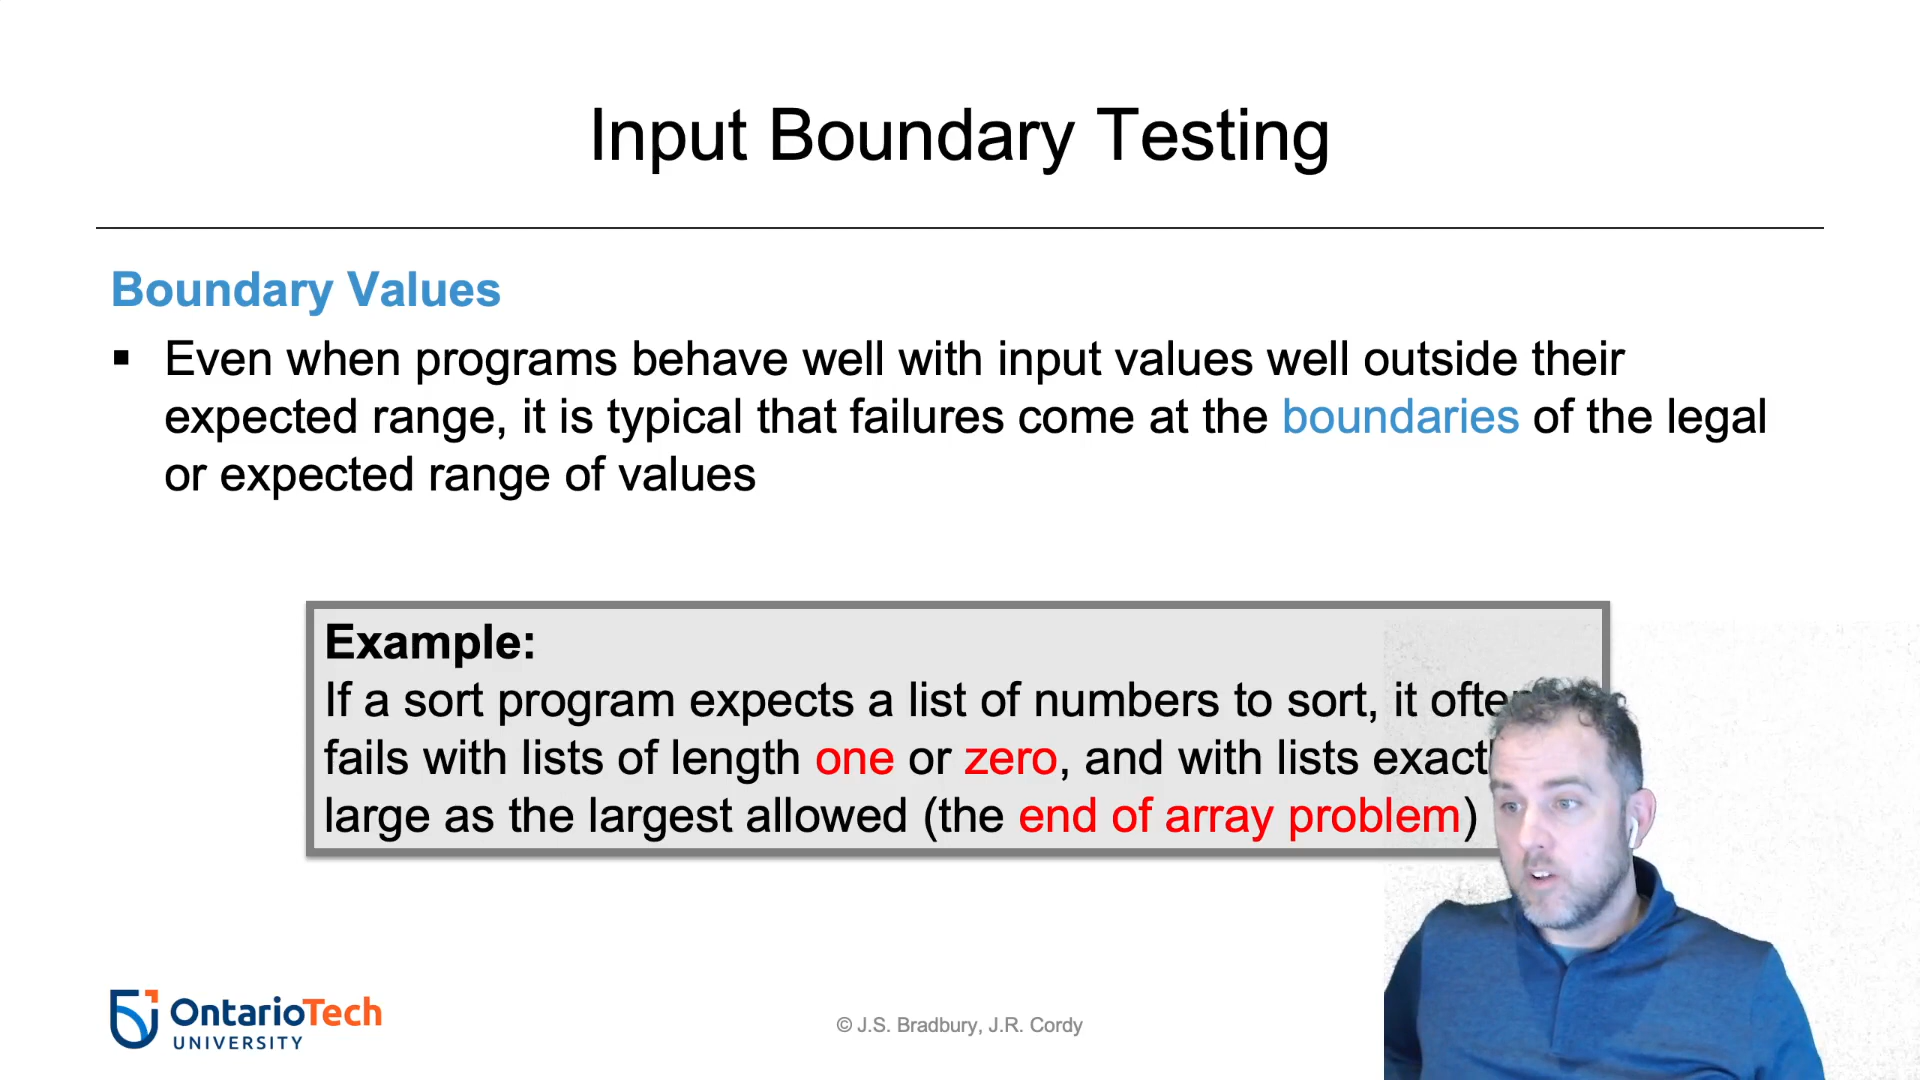 Input Boundary Testing
Boundary Values
▪ Even when programs behave well with input values well outside their
expected range, it is typical that failures come at the boundaries of the legal
or expected range of values
Example:
If a sort program expects a list of numbers to sort, it
fails with lists of length one or zero, and with lists
large as the largest allowed (the end of array problem)
OntarioTech
UNIVERSITY
© J.S. Bradbury, J.R. Cordy